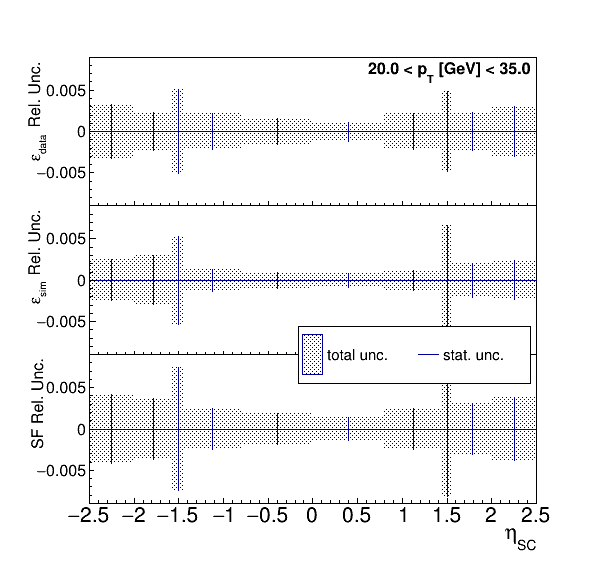 20.0 < p_T [GeV] < 35.0
ε_data Rel. Unc.
0.005
0
−0.005
ε_sim Rel. Unc.
0.005
0
−0.005
total unc.
stat. unc.
SF Rel. Unc.
0.005
0
−0.005
−2.5 −2 −1.5 −1 −0.5 0 0.5 1 1.5 2 2.5
η_SC